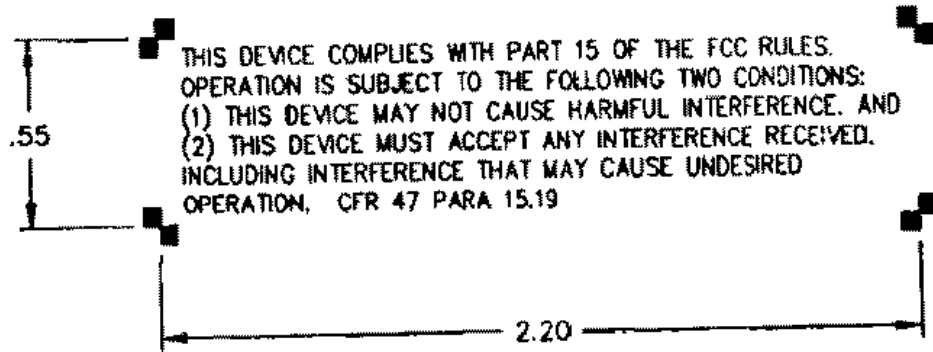 THIS DEVICE COMPLIES WITH PART 15 OF THE FCC RULES.
OPERATION IS SUBJECT TO THE FOLLOWING TWO CONDITIONS:
(1) THIS DEVICE MAY NOT CAUSE HARMFUL INTERFERENCE. AND
.55
(2) THIS DEVICE MUST ACCEPT ANY INTERFERENCE RECEIVED.
INCLUDING INTERFERENCE THAT MAY CAUSE UNDESIRED
OPERATION, CFR 47 PARA 15.19
2.20